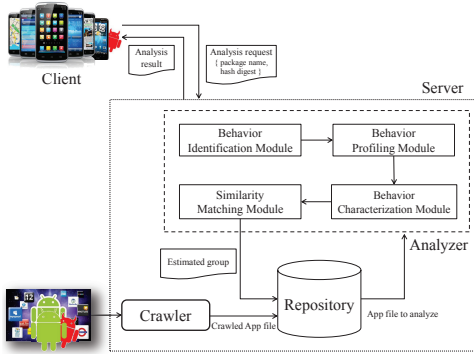 Client
Analysis
result
Analysis request
{ package name,
hash digest }
Server
Behavior
Identification Module
Behavior
Profiling Module
Similarity
Matching Module
Behavior
Characterization Module
Analyzer
Estimated group
12
Crawler
Crawled App file
Repository
App file to analyze